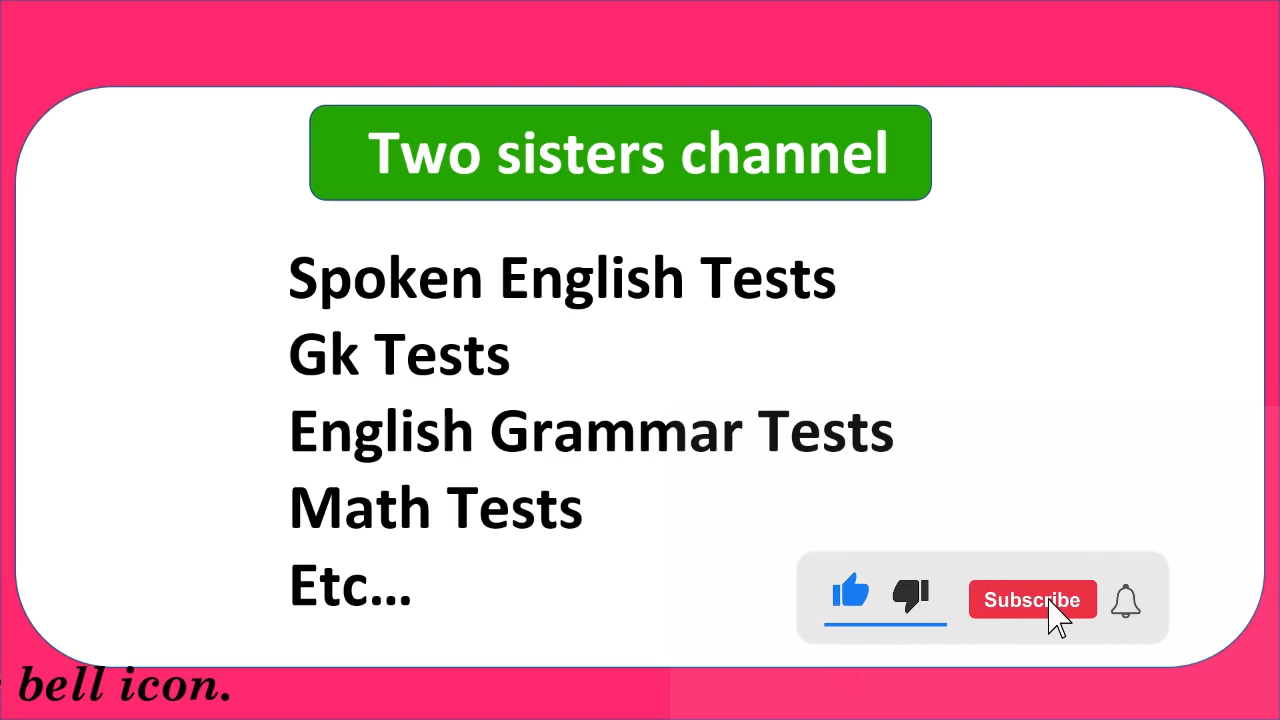 Two sisters channel
Spoken English Tests
Gk Tests
English Grammar Tests
Math Tests
Etc...
Subscribe
bell icon.